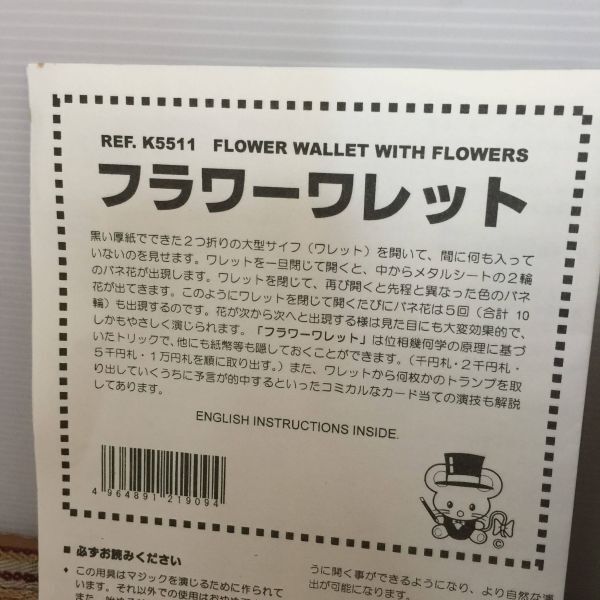 REF. K5511 FLOWER WALLET WITH FLOWERS
フラワーワレット
黒い厚紙でできた2つ折りの大型サイフ（ワレット）を開いて、間に何も入って
いないのを見せます。ワレットを一旦閉じて開くと、中からメタルシートの2輪
のバネ花が出現します。ワレットを閉じて、再び開くと先程と異なった色のバネ
花が出てきます。このようにワレットを閉じて開くたびにバネ花は5回（合計 10
輪）も出現するのです。花が次から次へと出現する様は見た目にも大変効果的で、
しかもやさしく演じられます。「フラワーワレット」は位相幾何学の原理に基づ
いたトリックで、他にも紙幣等も隠しておくことができます。（千円札・2千円札・
5千円札・1万円札を順に取り出す。）また、ワレットから何枚かのトランプを取
り出していくうちに予言が的中するといったコミカルなカード当ての演技も解説
してあります。
ENGLISH INSTRUCTIONS INSIDE.
4 964891 219094
©
■ 必ずお読みください
♦ この用具はマジックを演じるために作られて
います。それ以外での使用はおやめ
うに開く事ができるようになり、より自然な演
出が可能になります。